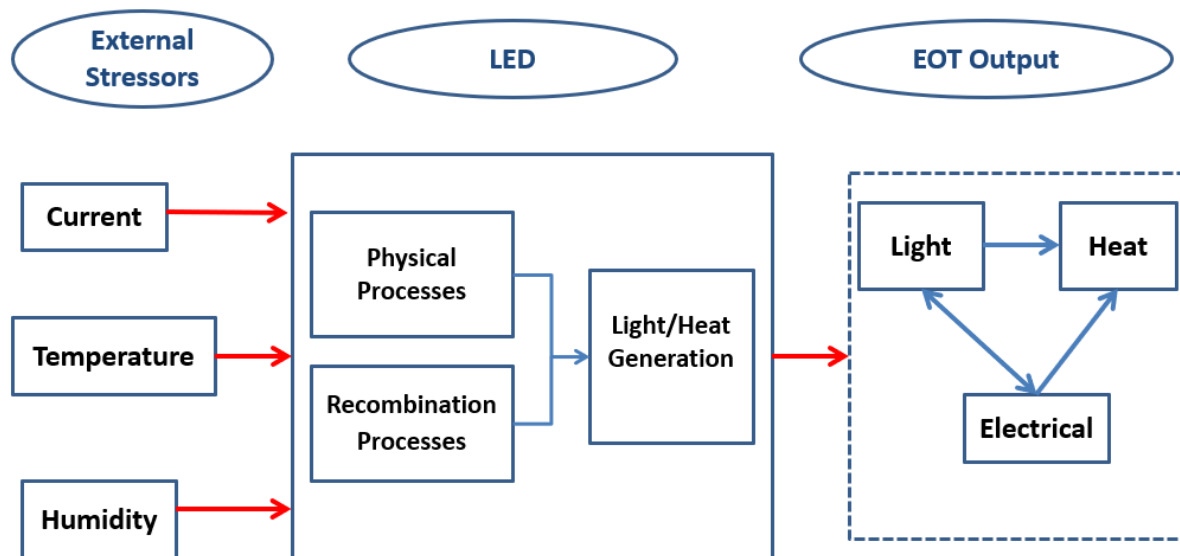 External
Stressors
LED
EOT Output
Current
Temperature
Humidity
Physical
Processes
Recombination
Processes
Light/Heat
Generation
Light
Heat
Electrical